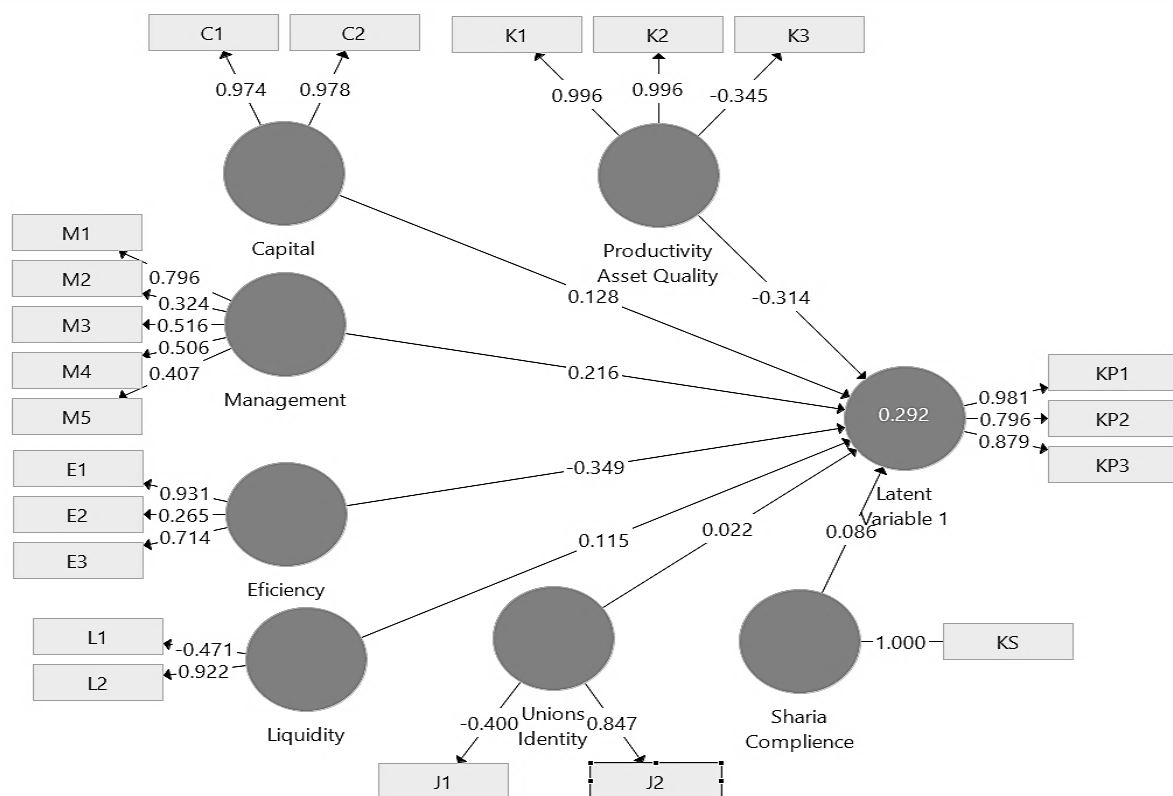 C1
C2
K1
K2
K3
0.974
0.978
0.996
0.996
-0.345
Capital
Productivity
Asset Quality
M1
M2
M3
M4
M5
0.796
0.324
0.516
0.506
0.407
Management
0.128
-0.314
0.216
0.292
KP1
KP2
KP3
0.981
0.796
0.879
Latent
Variable 1
E1
E2
E3
0.931
0.265
0.714
Eficiency
-0.349
0.115
0.022
0.086
L1
L2
-0.471
0.922
Liquidity
Unions
Identity
-0.400
0.847
J1
J2
1.000
KS
Sharia
Complience